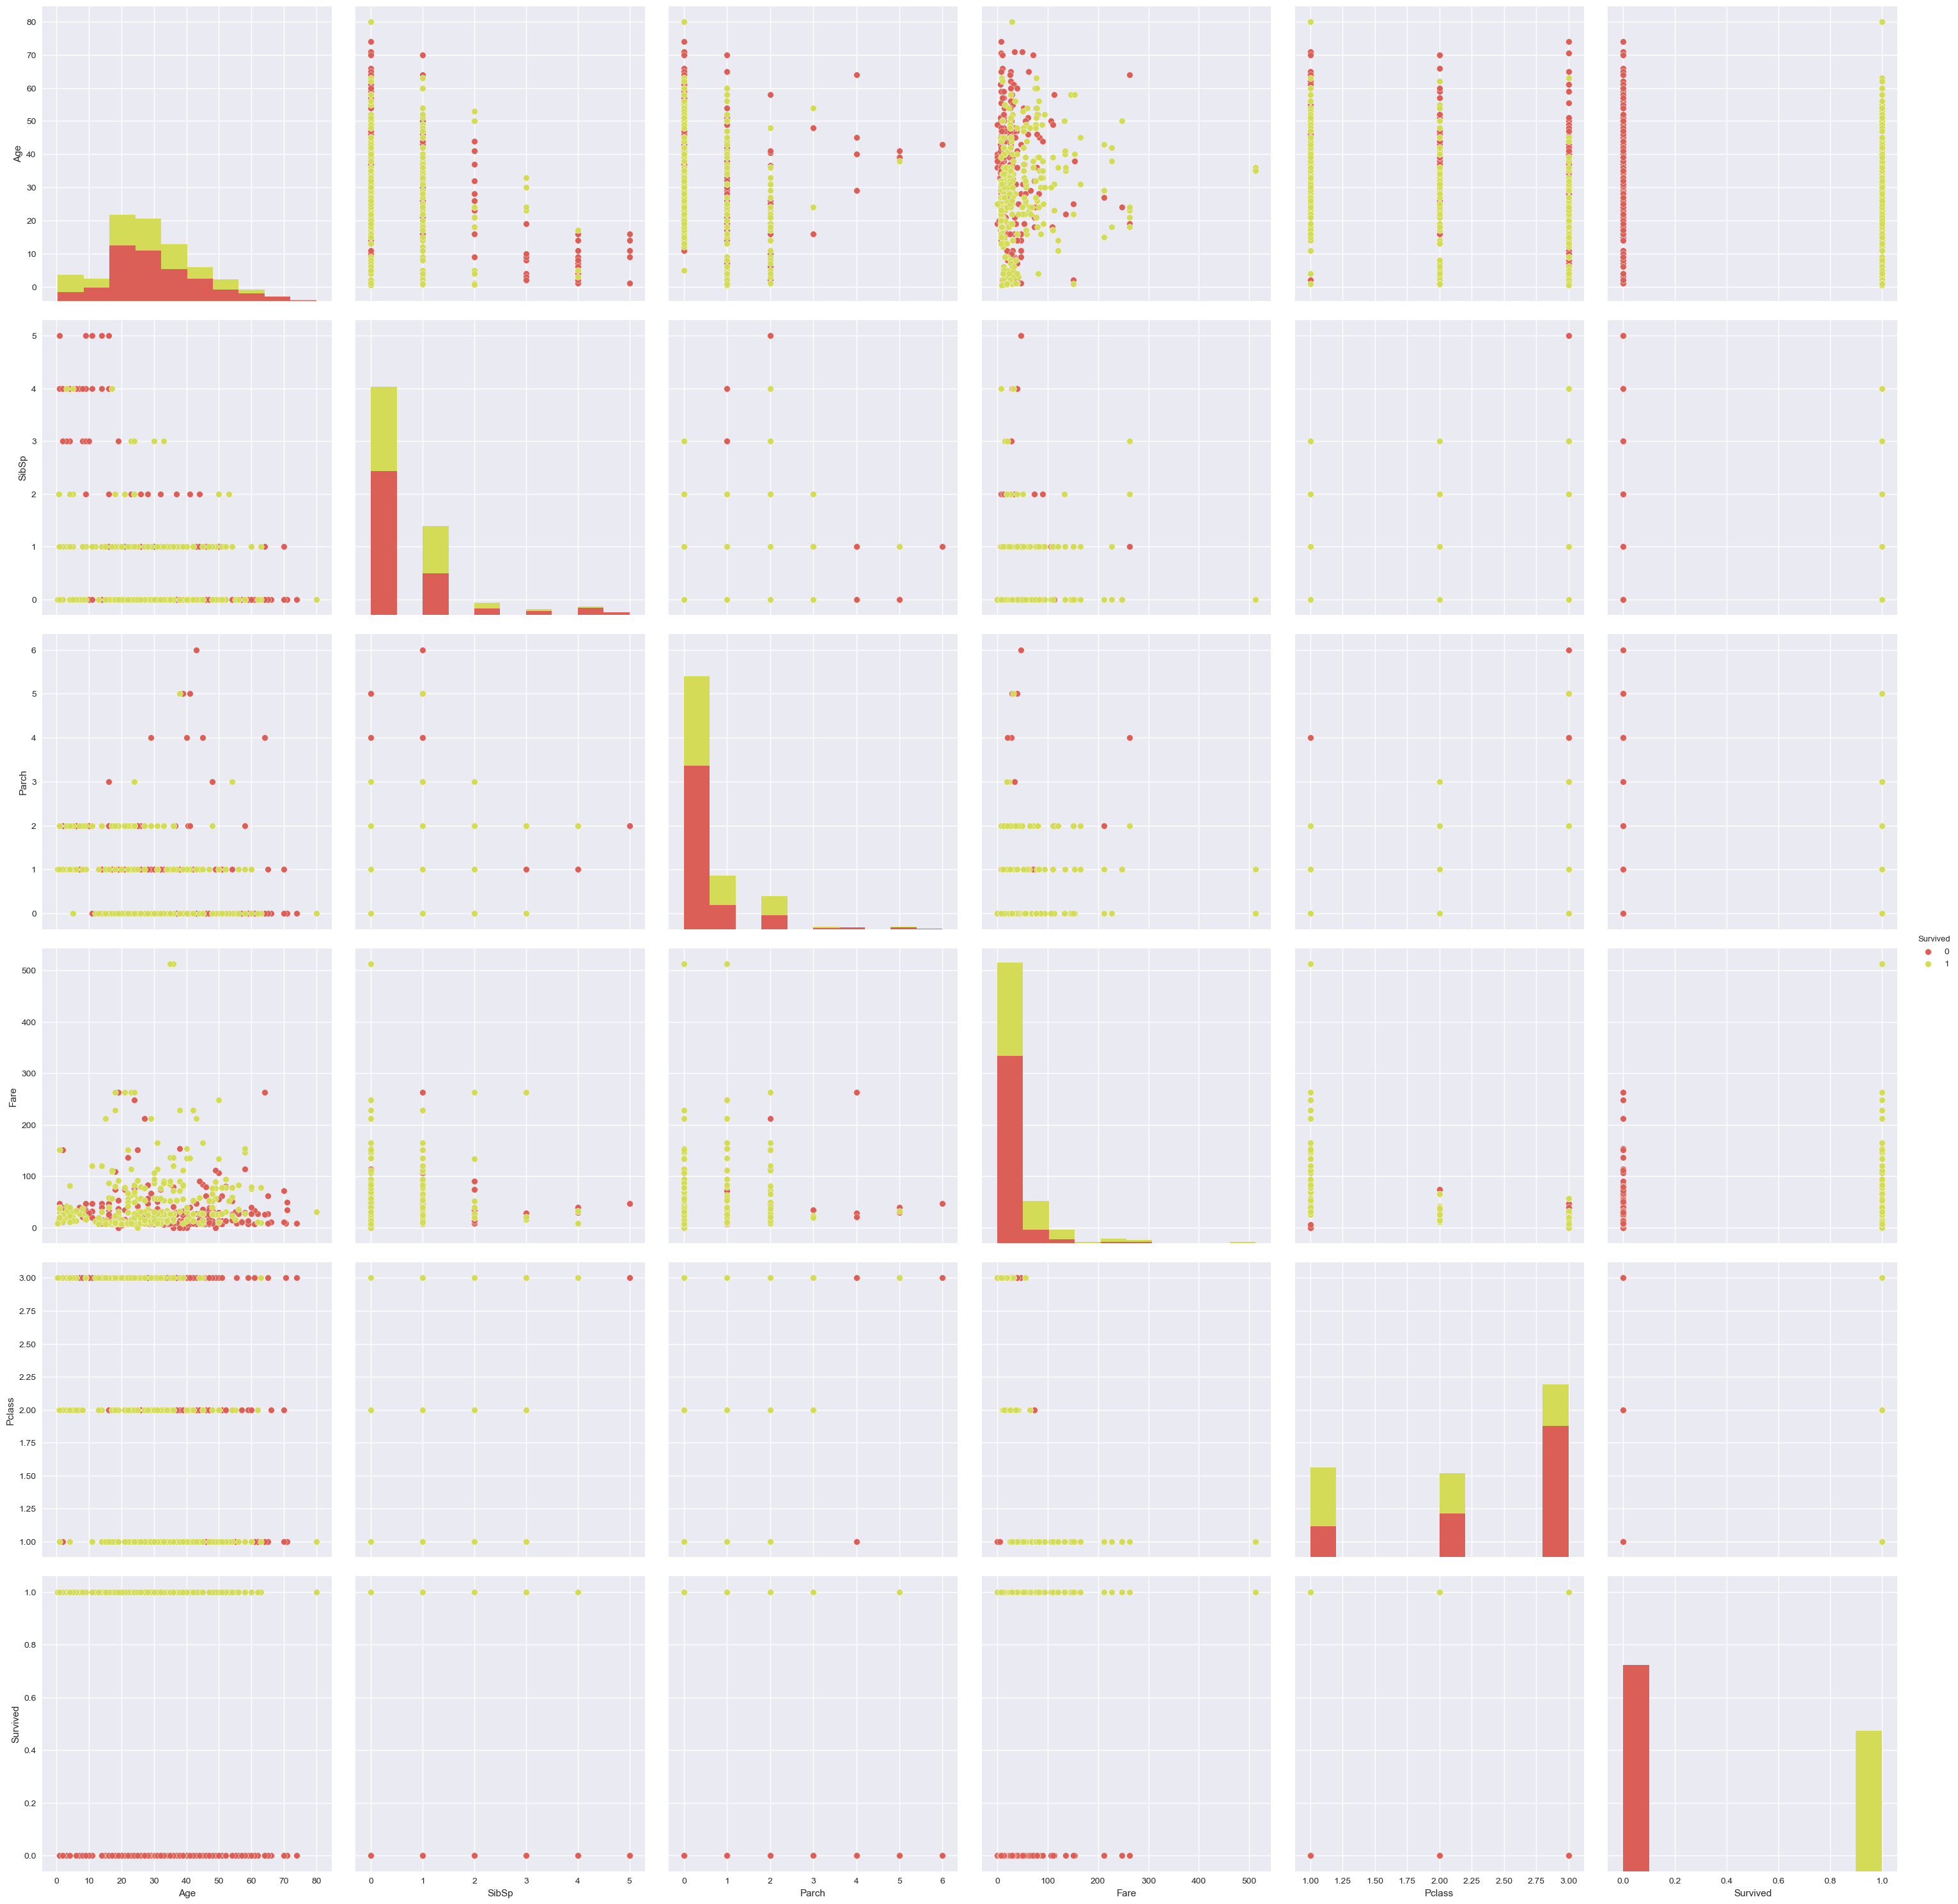 80
70
60
50
40
30
20
10
0
Age
5
4
3
2
1
0
SibSp
6
5
4
3
2
1
0
Parch
500
400
300
200
100
0
Fare
Survived
0
1
3.00
2.75
2.50
2.25
2.00
1.75
1.50
1.25
1.00
Pclass
1.0
0.8
0.6
0.4
0.2
0.0
Survived
0 10 20 30 40 50 60 70 80
0 1 2 3 4 5
0 1 2 3 4 5 6
0 100 200 300 400 500
1.00 1.25 1.50 1.75 2.00 2.25 2.50 2.75 3.00
0.0 0.2 0.4 0.6 0.8 1.0
Age
SibSp
Parch
Fare
Pclass
Survived